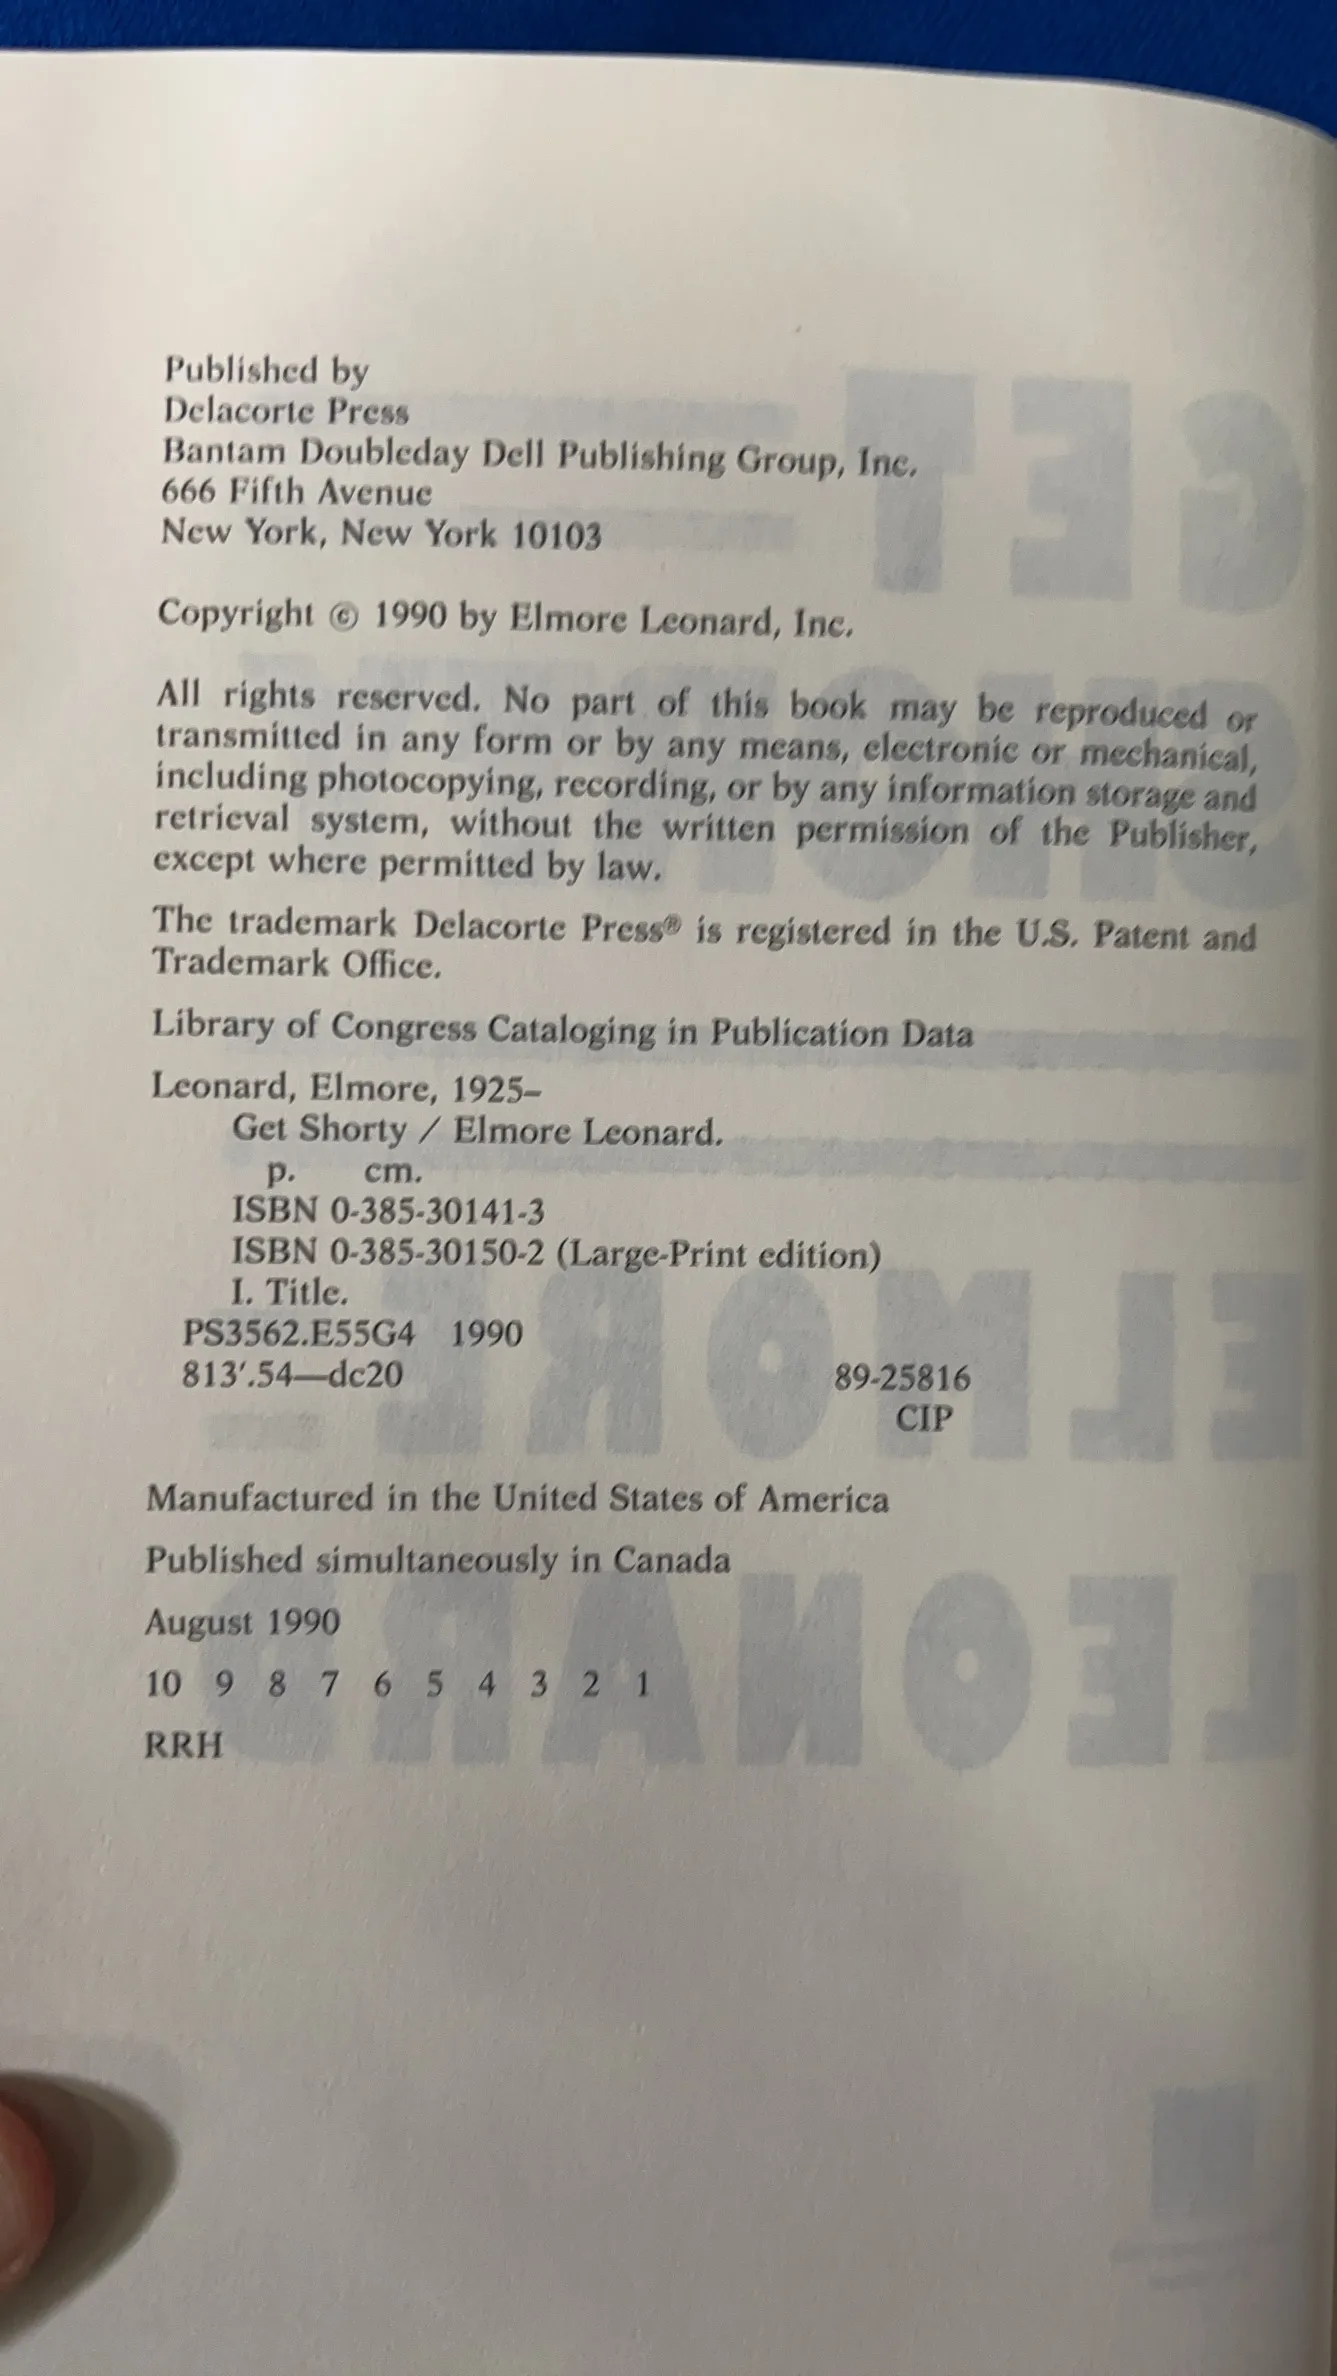 Published by
Delacorte Press
Bantam Doubleday Dell Publishing Group, Inc.
666 Fifth Avenue
New York, New York 10103
Copyright © 1990 by Elmore Leonard, Inc.
All rights reserved. No part of this book may be reproduced or
transmitted in any form or by any means, electronic or mechanical,
including photocopying, recording, or by any information storage and
retrieval system, without the written permission of the Publisher,
except where permitted by law.
The trademark Delacorte Press® is registered in the U.S. Patent and
Trademark Office.
Library of Congress Cataloging in Publication Data
Leonard, Elmore, 1925–
Get Shorty / Elmore Leonard.
p. cm.
ISBN 0-385-30141-3
ISBN 0-385-30150-2 (Large-Print edition)
I. Title.
PS3562.E55G4 1990
813′.54—dc20 89-25816
CIP
Manufactured in the United States of America
Published simultaneously in Canada
August 1990
10 9 8 7 6 5 4 3 2 1
RRH
GET
SHORTY
ELMORE
LEONARD